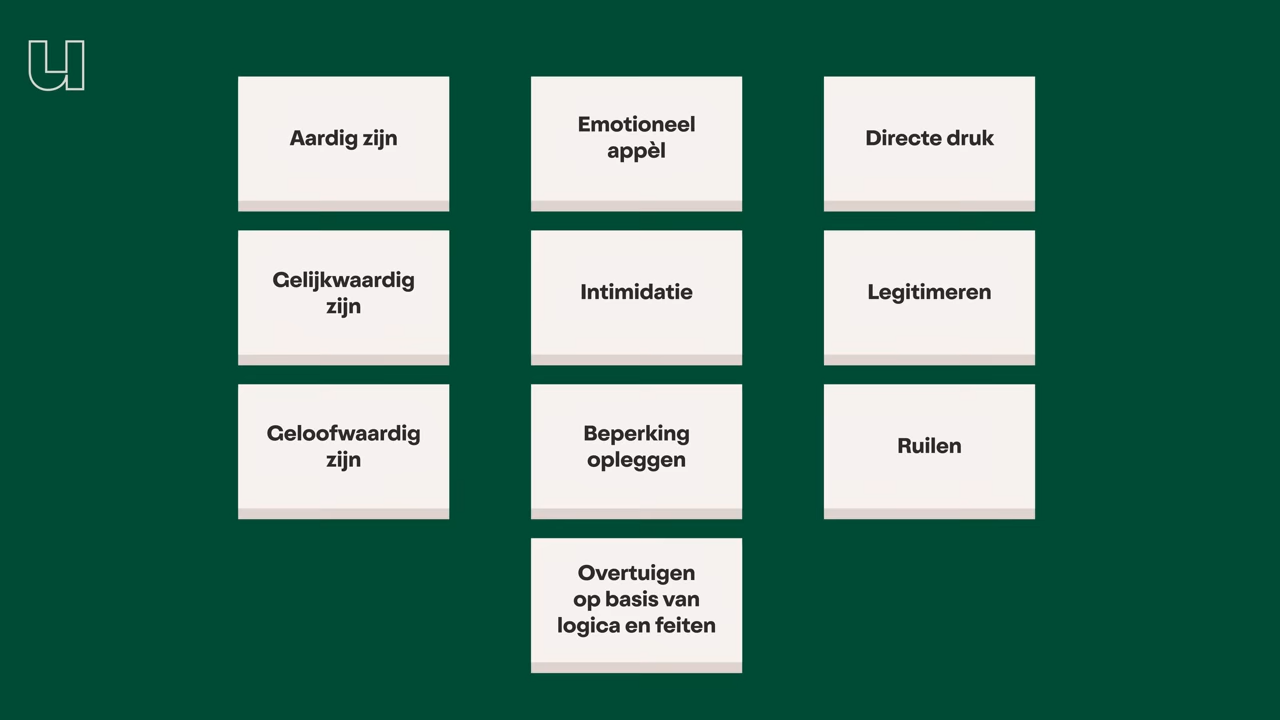 u
Aardig zijn
Emotioneel
appèl
Directe druk
Gelijkwaardig
zijn
Intimidatie
Legitimeren
Geloofwaardig
zijn
Beperking
opleggen
Ruilen
Overtuigen
op basis van
logica en feiten